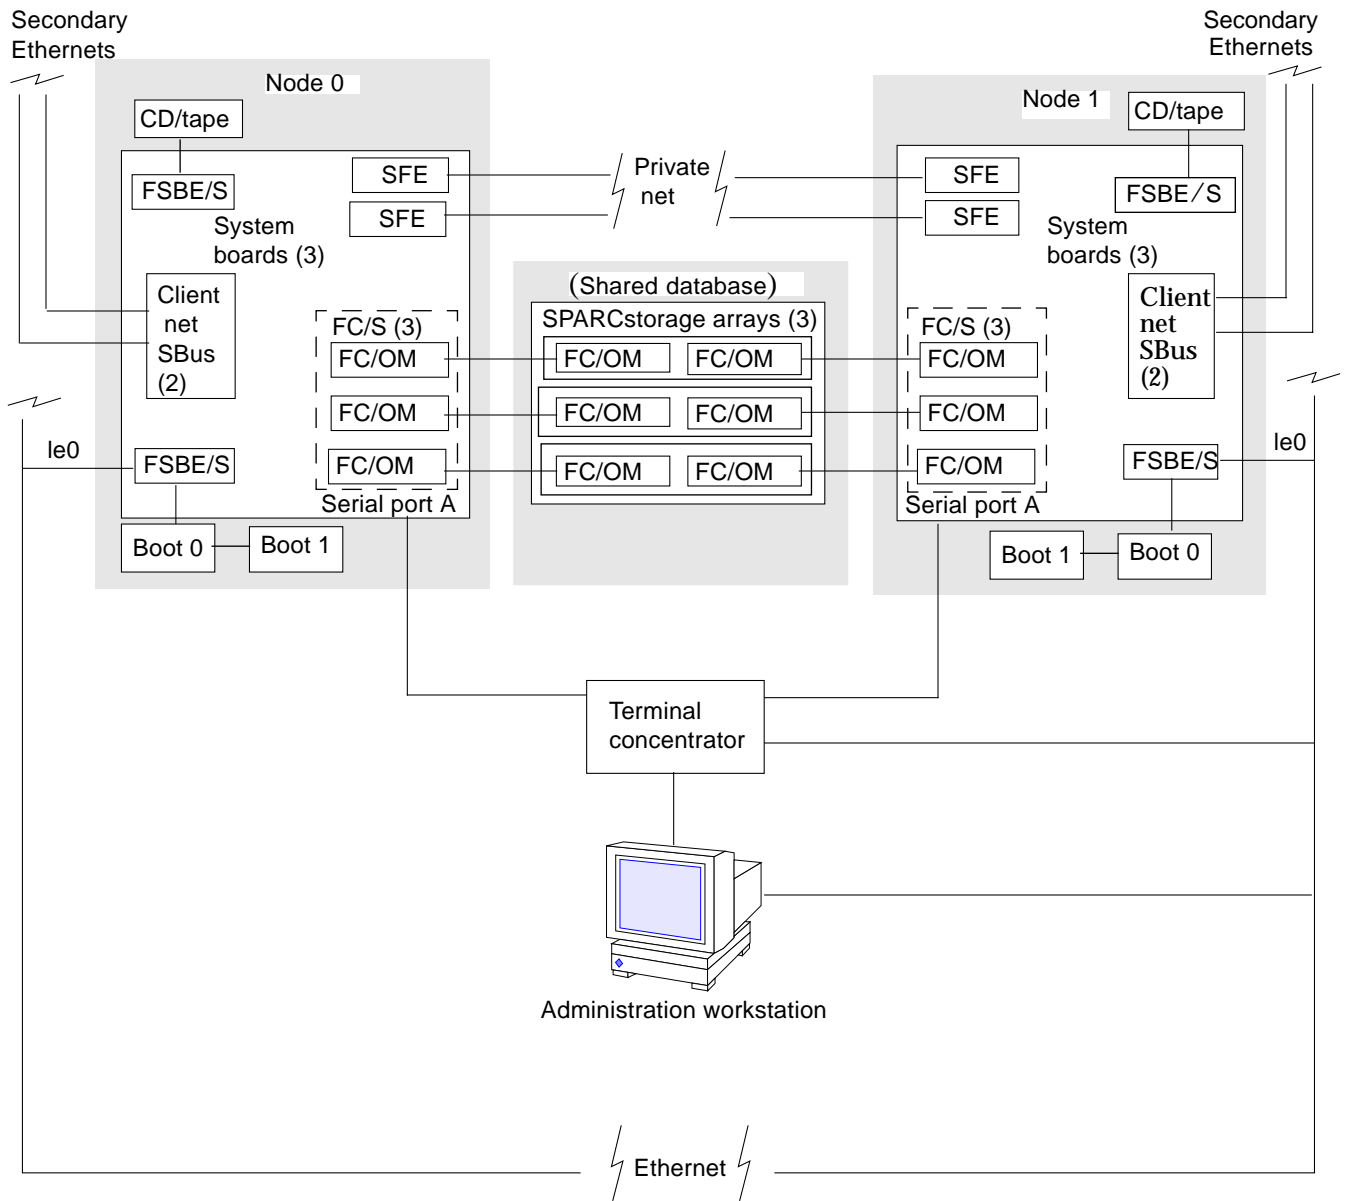 Secondary
Ethernets
Secondary
Ethernets
Node 0
Node 1
CD/tape
CD/tape
FSBE/S
SFE
Private
net
SFE
FSBE/S
SFE
SFE
System
boards (3)
System
boards (3)
(Shared database)
Client
net
SBus
(2)
SPARCstorage arrays (3)
Client
net
SBus
(2)
FC/S (3)
FC/S (3)
FC/OM
FC/OM
FC/OM
FC/OM
FC/OM
FC/OM
FC/OM
FC/OM
FC/OM
FC/OM
FC/OM
FC/OM
le0
FSBE/S
FSBE/S
le0
Serial port A
Serial port A
Boot 0
Boot 1
Boot 1
Boot 0
Terminal
concentrator
Administration workstation
Ethernet